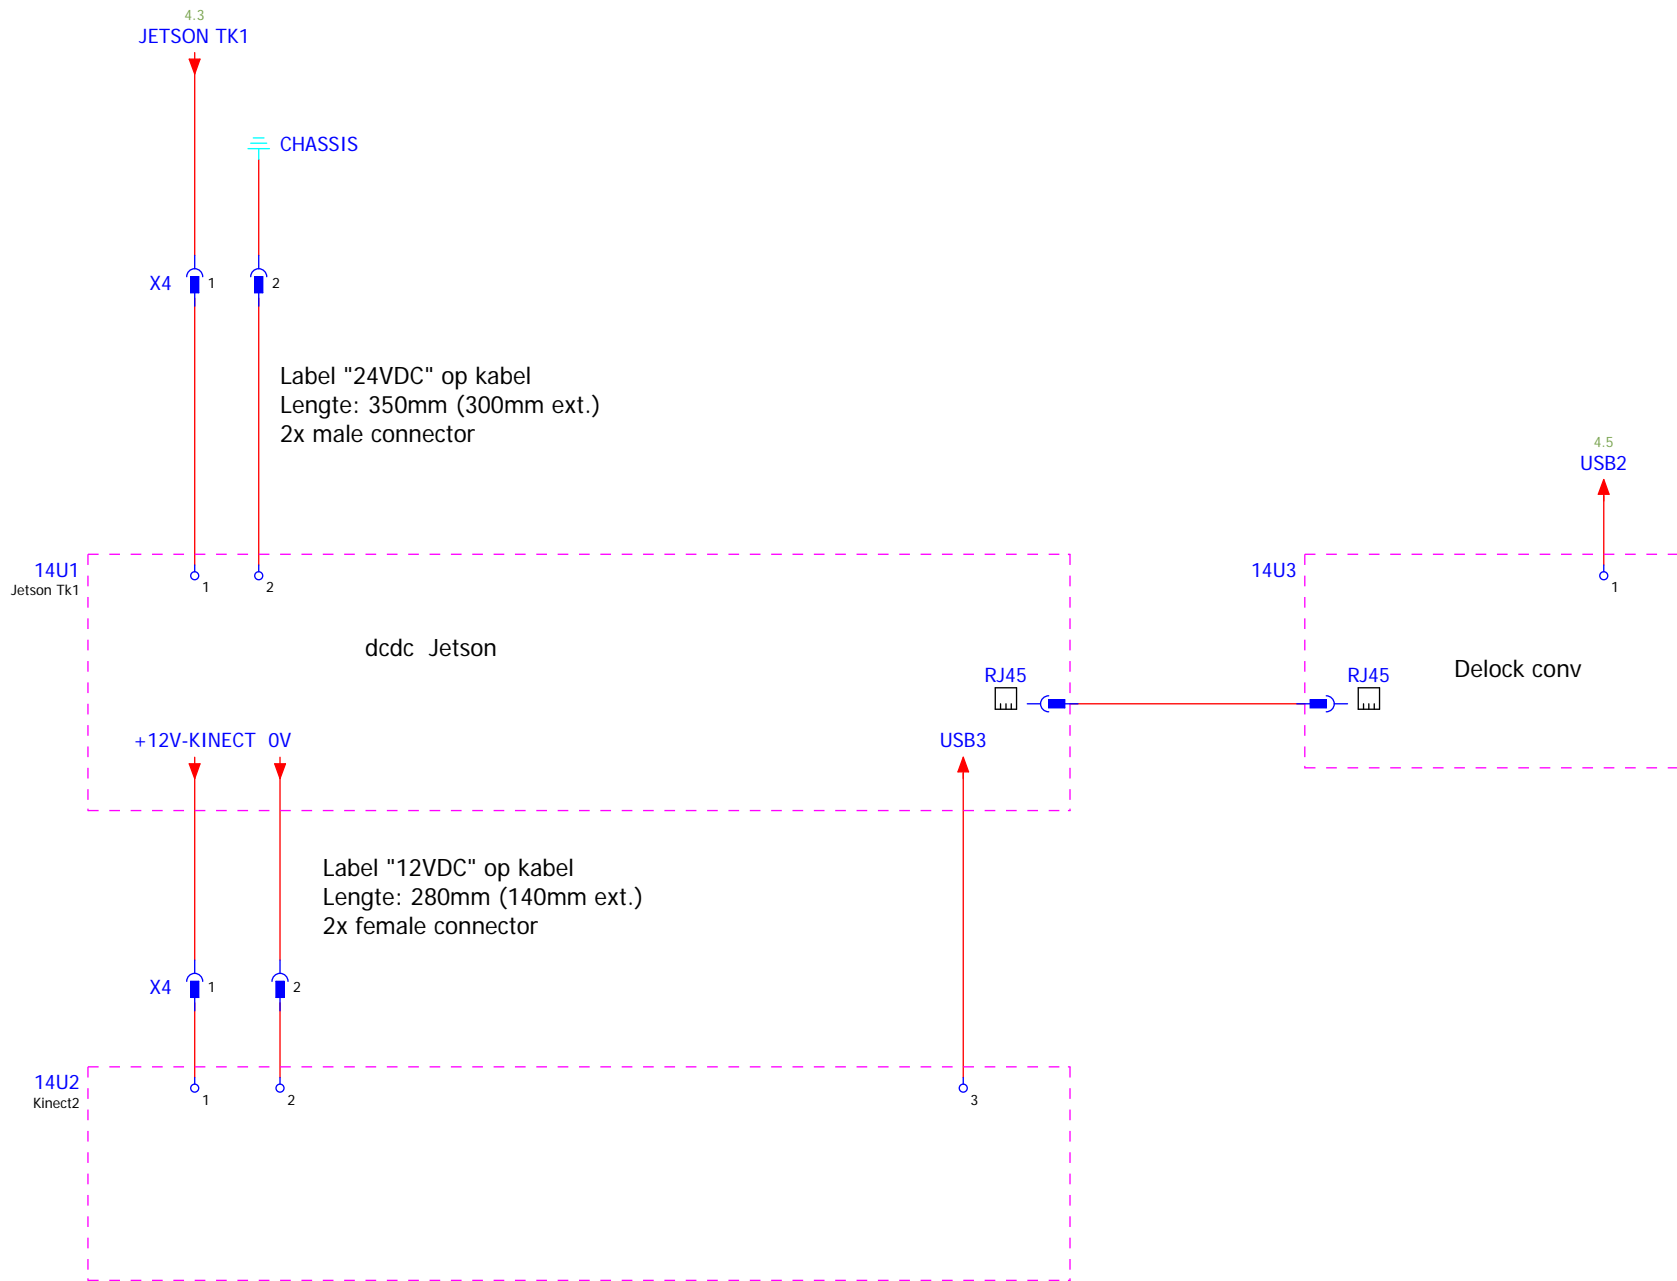 4.3
JETSON TK1
CHASSIS
X4 1 2
Label "24VDC" op kabel
Lengte: 350mm (300mm ext.)
2x male connector
4.5
USB2
14U1
Jetson Tk1
1 2
14U3
1
dcdc Jetson
RJ45
RJ45
Delock conv
+12V-KINECT 0V
USB3
Label "12VDC" op kabel
Lengte: 280mm (140mm ext.)
2x female connector
X4 1 2
14U2
Kinect2
1 2 3